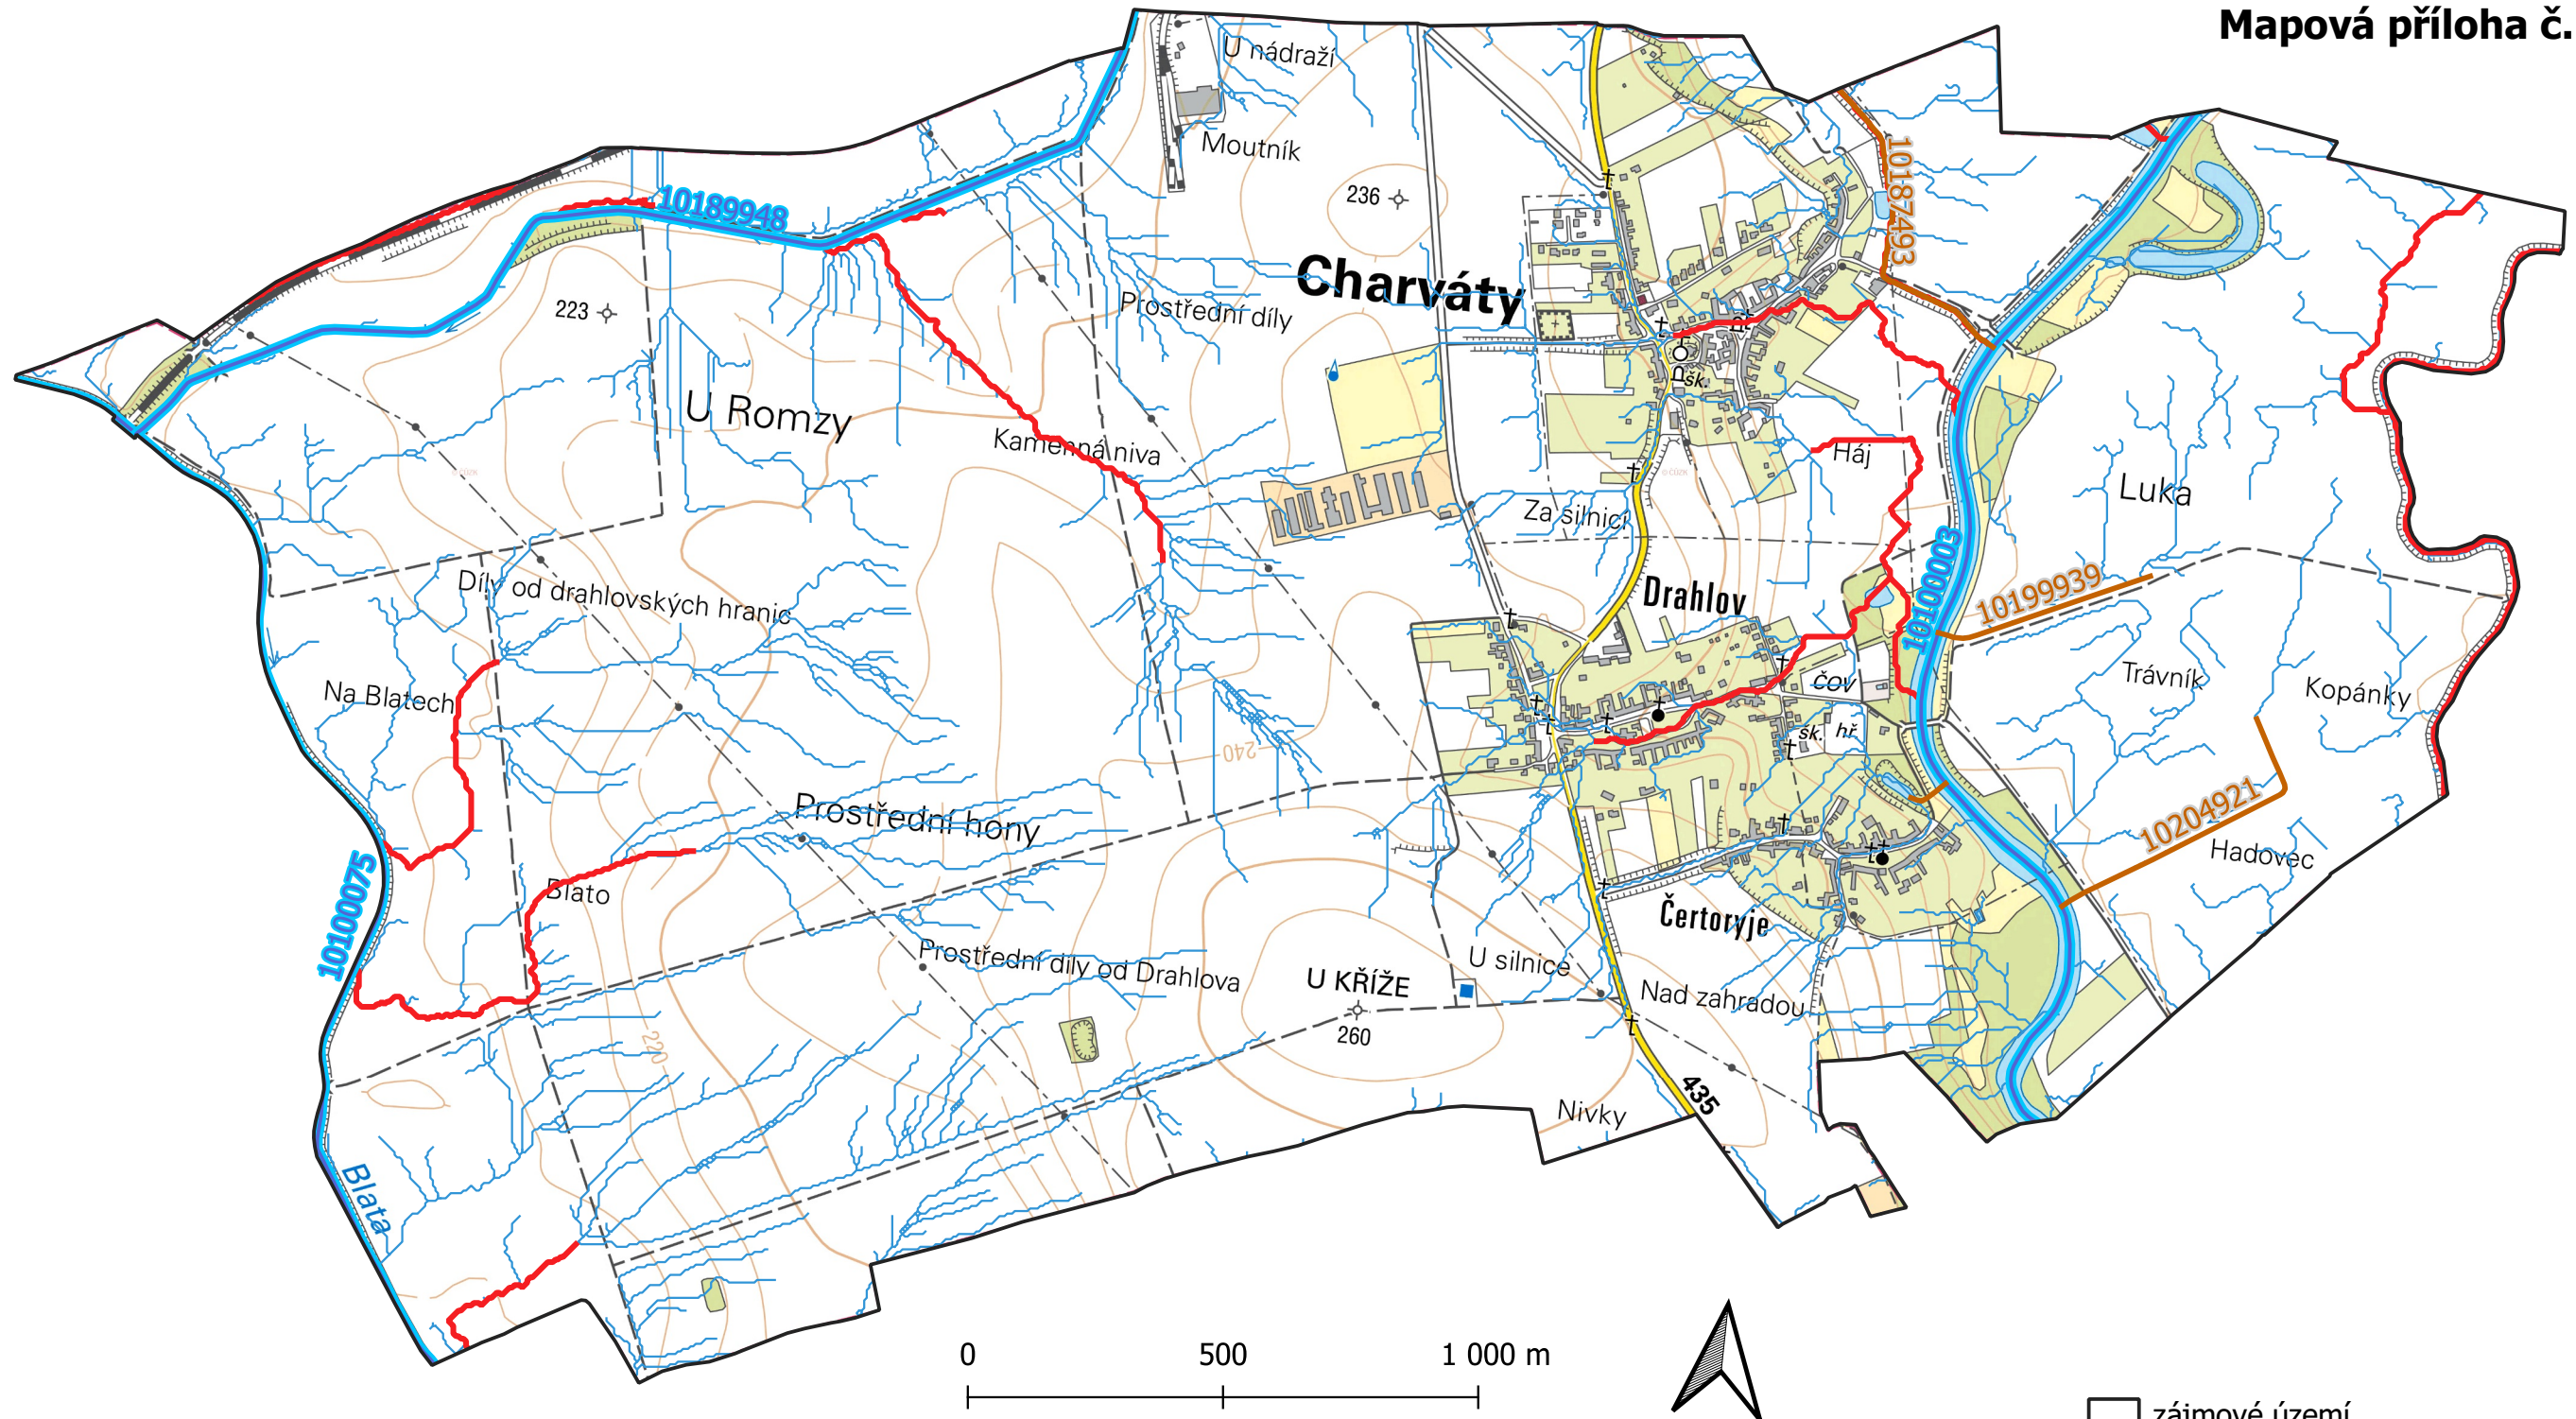 Mapová příloha č.
U nádraží
Moutník
10187493
236
10189948
Charváty
Prostřední díly
223
šk.
U Romzy
Kamenná niva
Háj
Luka
Za silnicí
Díly od drahlovských hranic
Drahlov
10100003
10199939
Na Blatech
ČOV
Trávník
Kopánky
šk.
hř
240
Prostřední hony
10204921
Hadovec
Blato
10100075
Čertoryje
Prostřední díly od Drahlova
U silnice
U KŘÍŽE
Nad zahradou
260
220
435
Nivky
Blata
0 500 1 000 m
zájmové území